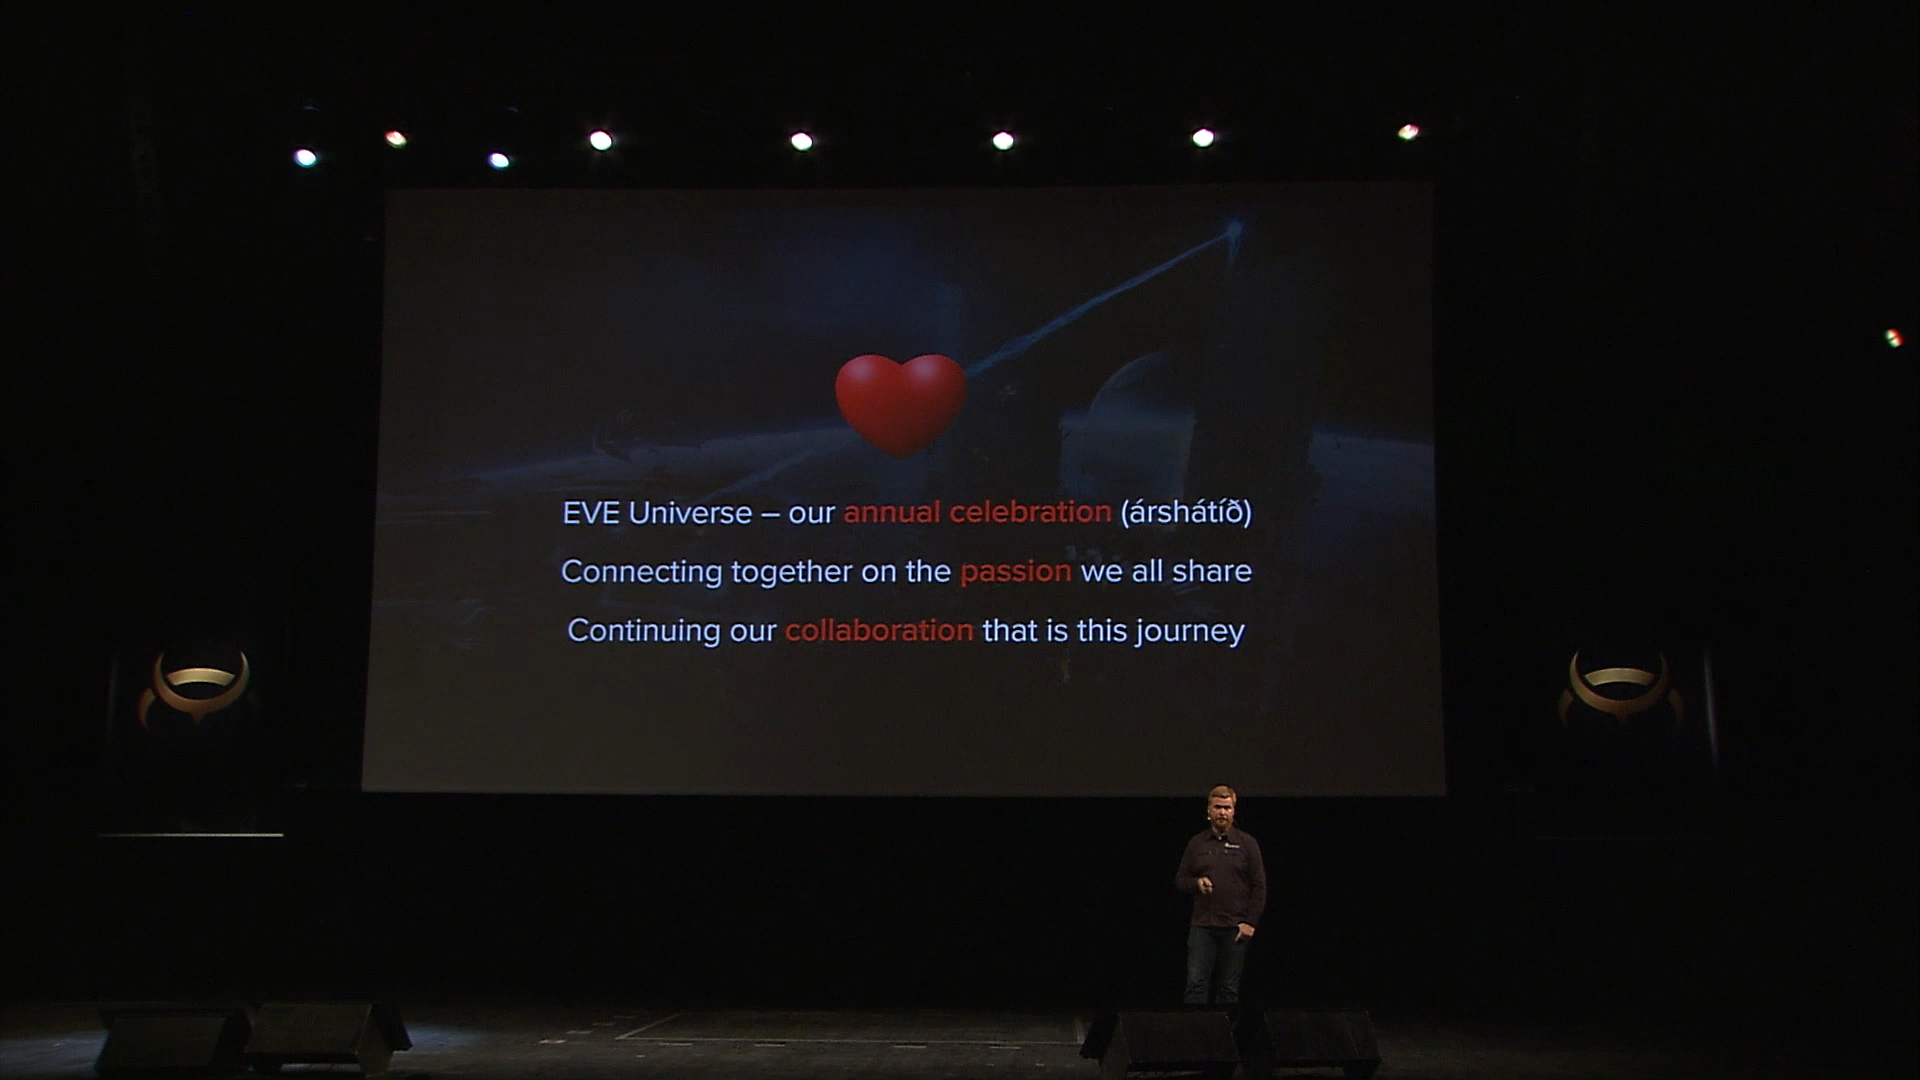 EVE Universe – our annual celebration (árshátíð)
Connecting together on the passion we all share
Continuing our collaboration that is this journey